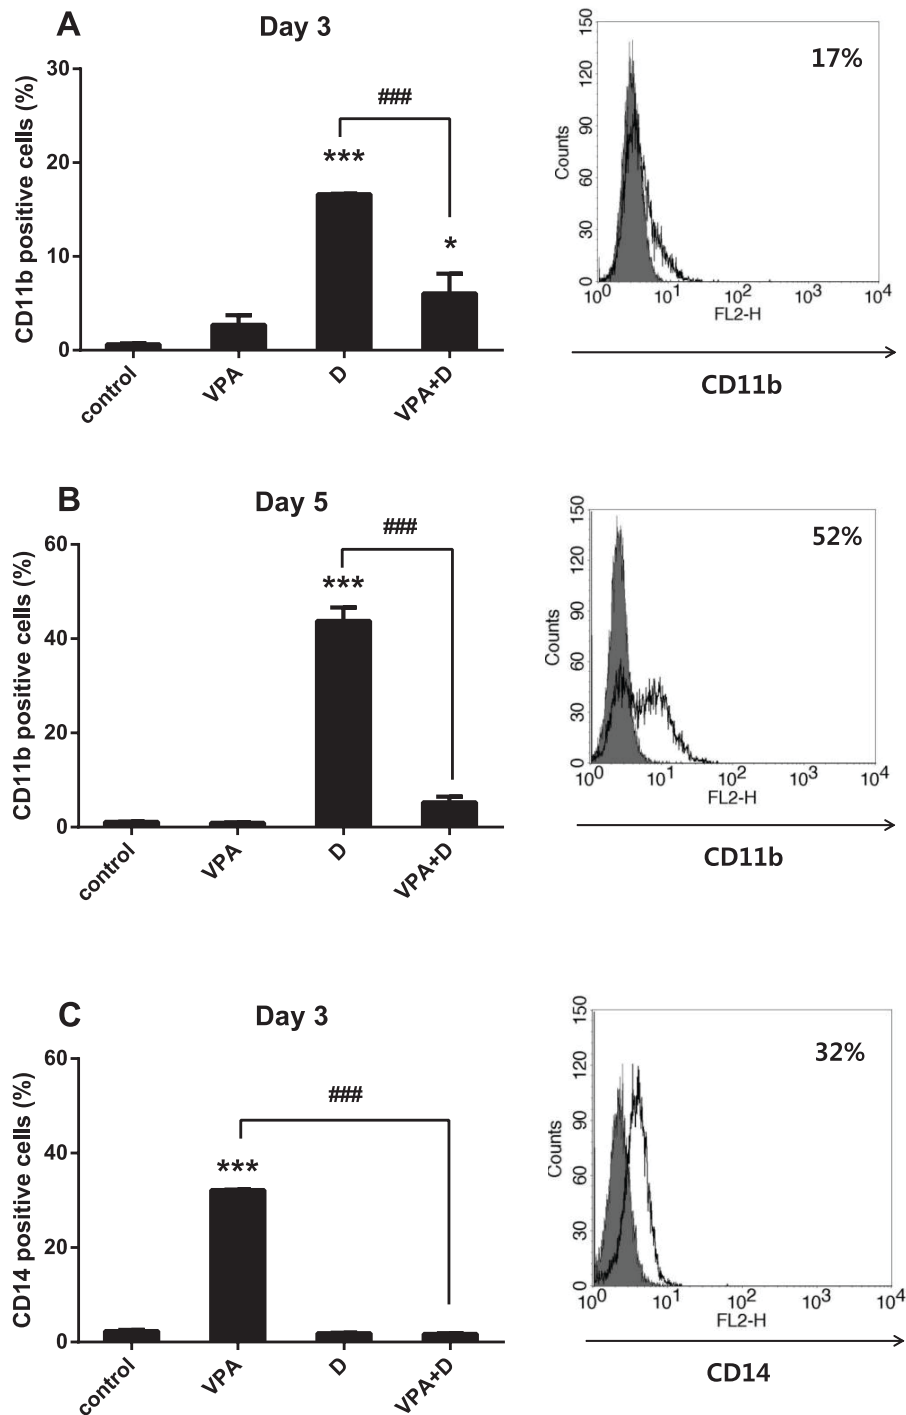 A
Day 3
CD11b positive cells (%)
30
20
10
0
***
###
*
control
VPA
D
VPA+D
17%
Counts
150
120
90
60
30
0
10⁰ 10¹ 10² 10³ 10⁴
FL2-H
CD11b
B
Day 5
CD11b positive cells (%)
60
40
20
0
***
###
control
VPA
D
VPA+D
52%
Counts
150
120
90
60
30
0
10⁰ 10¹ 10² 10³ 10⁴
FL2-H
CD11b
C
Day 3
CD14 positive cells (%)
60
40
20
0
***
###
control
VPA
D
VPA+D
32%
Counts
150
120
90
60
30
0
10⁰ 10¹ 10² 10³ 10⁴
FL2-H
CD14